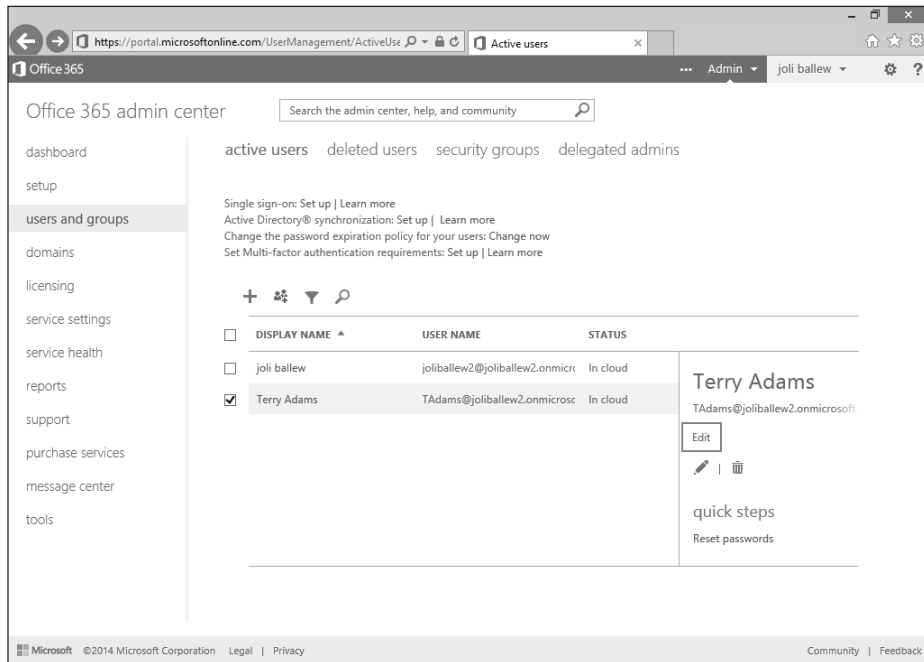 https://portal.microsoftonline.com/UserManagement/ActiveUse
Active users
Office 365
... Admin joli ballew ?
Office 365 admin center
Search the admin center, help, and community
dashboard
setup
users and groups
domains
licensing
service settings
service health
reports
support
purchase services
message center
tools
active users deleted users security groups delegated admins
Single sign-on: Set up | Learn more
Active Directory® synchronization: Set up | Learn more
Change the password expiration policy for your users: Change now
Set Multi-factor authentication requirements: Set up | Learn more
DISPLAY NAME USER NAME STATUS
joli ballew joliballew2@joliballew2.onmicr In cloud
Terry Adams TAdams@joliballew2.onmicrosc In cloud
Terry Adams
TAdams@joliballew2.onmicrosoft.
Edit
quick steps
Reset passwords
Microsoft ©2014 Microsoft Corporation Legal | Privacy
Community | Feedback